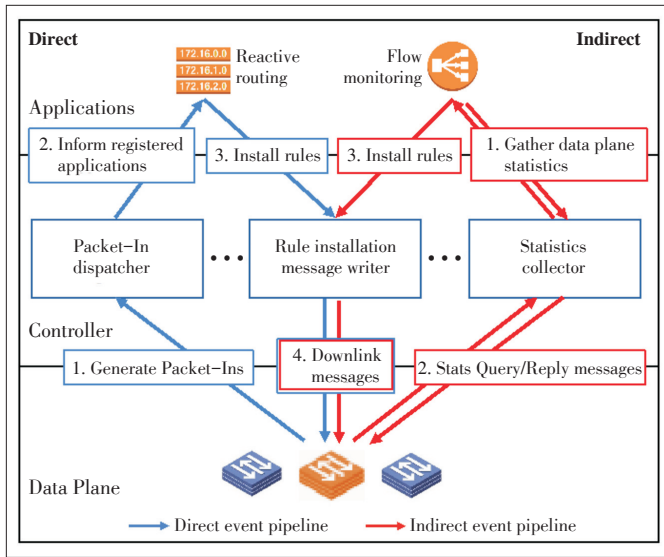 Direct
Indirect
172.16.0.0
172.16.1.0
172.16.2.0
Reactive
routing
Flow
monitoring
Applications
2. Inform registered
applications
3. Install rules
3. Install rules
1. Gather data plane
statistics
Packet-In
dispatcher
•••
Rule installation
message writer
•••
Statistics
collector
Controller
1. Generate Packet-Ins
4. Downlink
messages
2. Stats Query/Reply messages
Data Plane
Direct event pipeline
Indirect event pipeline